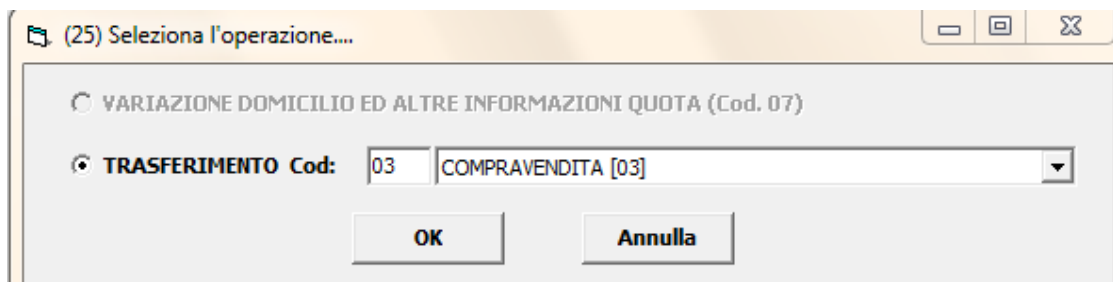 (25) Seleziona l'operazione....
VARIAZIONE DOMICILIO ED ALTRE INFORMAZIONI QUOTA (Cod. 07)
TRASFERIMENTO Cod: 03 COMPRAVENDITA [03]
OK Annulla